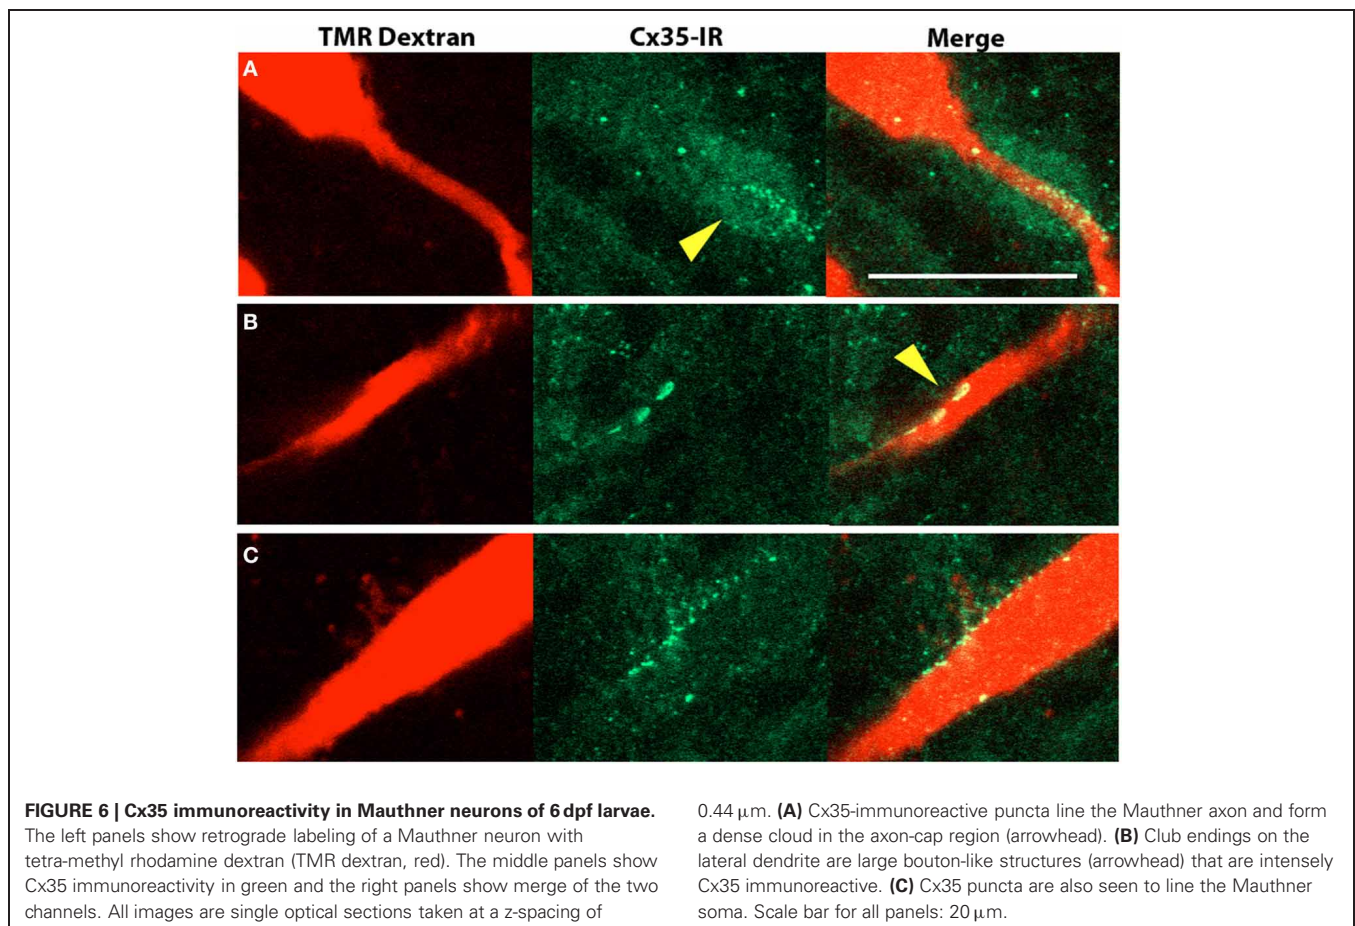 TMR Dextran Cx35-IR Merge
A
B
C
FIGURE 6 | Cx35 immunoreactivity in Mauthner neurons of 6 dpf larvae.
The left panels show retrograde labeling of a Mauthner neuron with
tetra-methyl rhodamine dextran (TMR dextran, red). The middle panels show
Cx35 immunoreactivity in green and the right panels show merge of the two
channels. All images are single optical sections taken at a z-spacing of
0.44 μm. (A) Cx35-immunoreactive puncta line the Mauthner axon and form
a dense cloud in the axon-cap region (arrowhead). (B) Club endings on the
lateral dendrite are large bouton-like structures (arrowhead) that are intensely
Cx35 immunoreactive. (C) Cx35 puncta are also seen to line the Mauthner
soma. Scale bar for all panels: 20 μm.